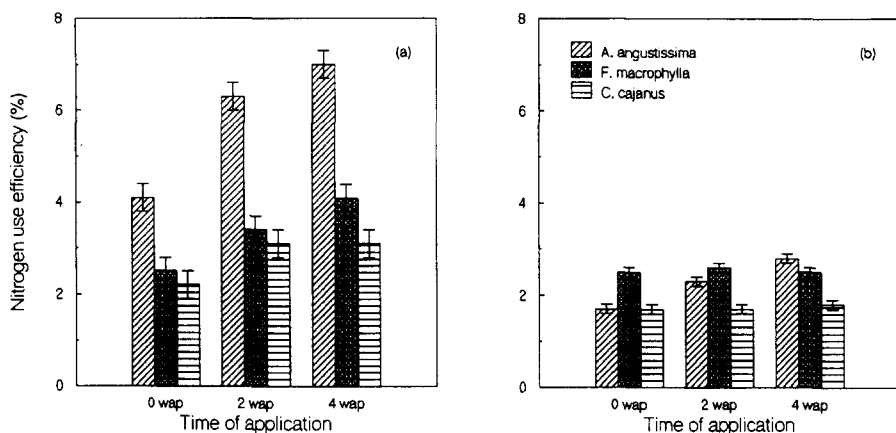 Nitrogen use efficiency (%)
8
6
4
2
0
(a)
0 wap 2 wap 4 wap
Time of application
8
6
4
2
0
A. angustissima
F. macrophylla
C. cajanus
(b)
0 wap 2 wap 4 wap
Time of application